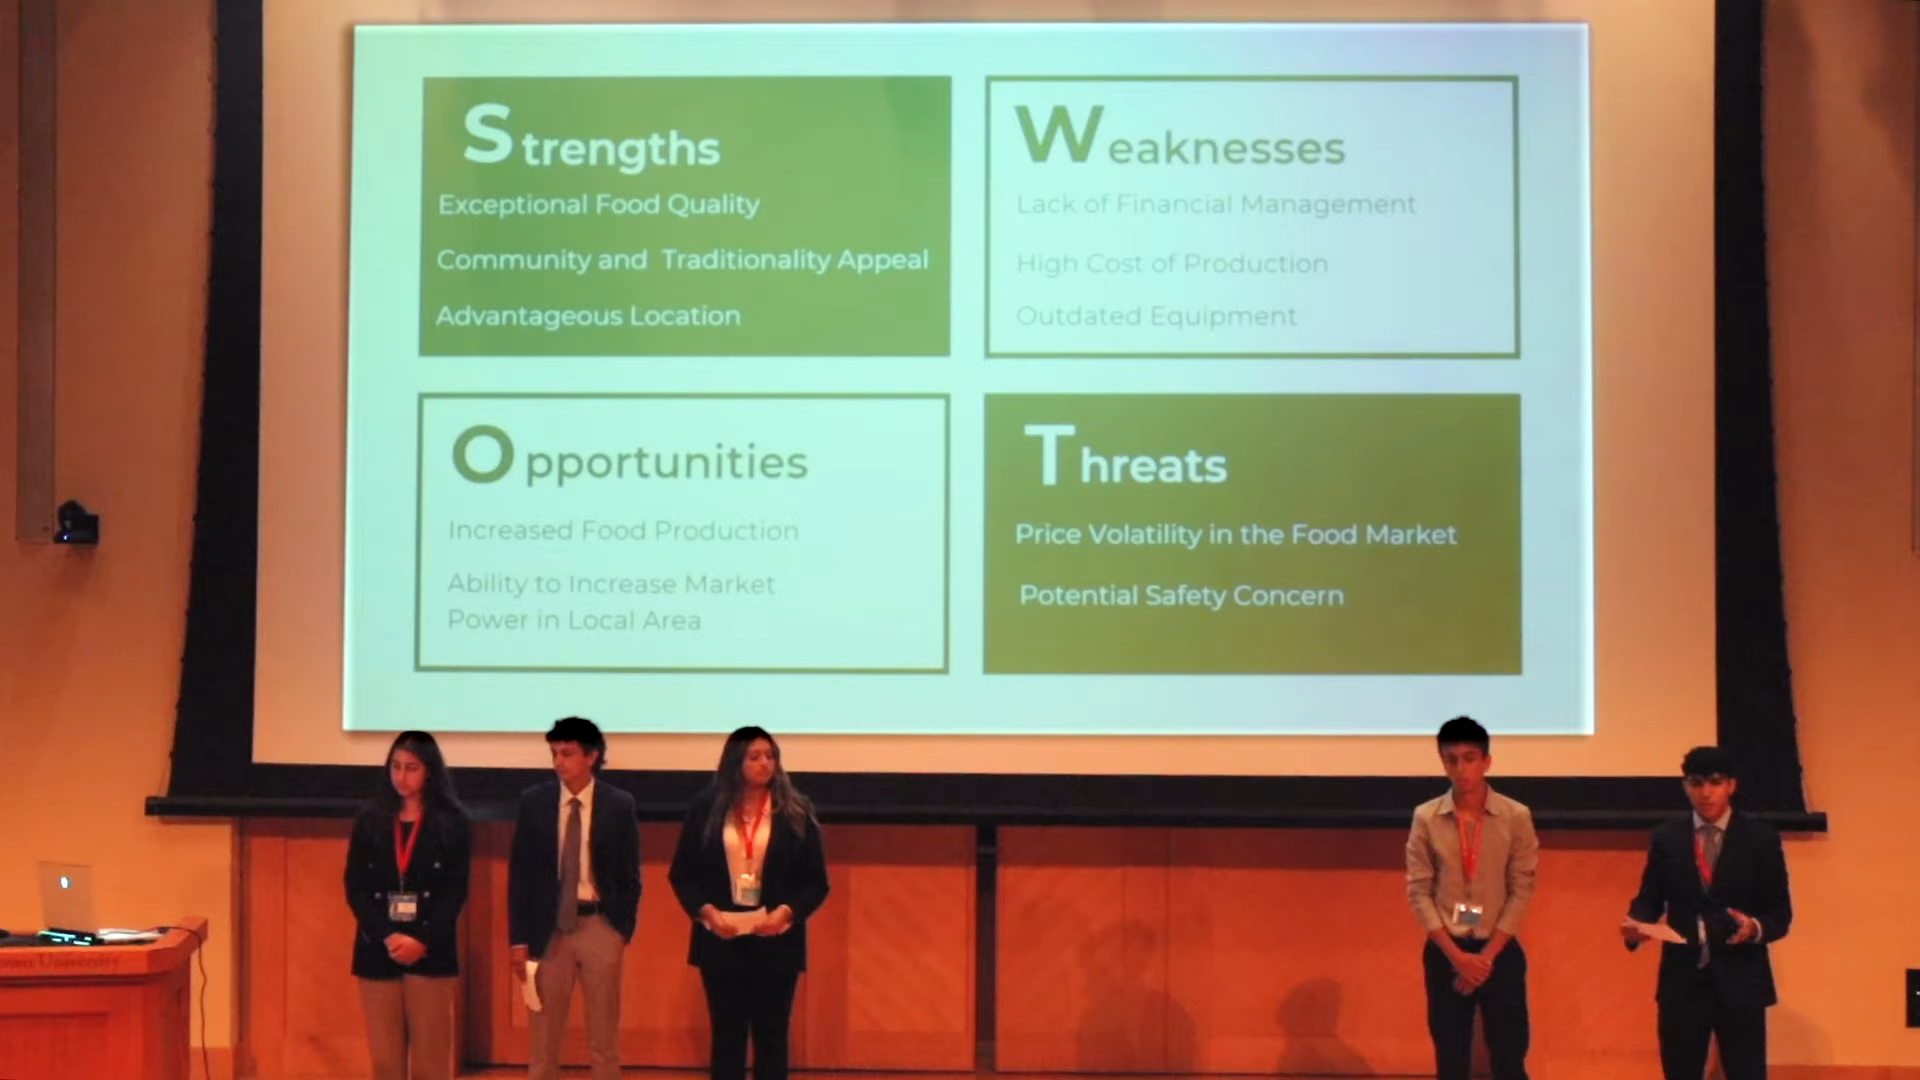 Strengths
Exceptional Food Quality
Community and Traditionality Appeal
Advantageous Location
Weaknesses
Lack of Financial Management
High Cost of Production
Outdated Equipment
Opportunities
Increased Food Production
Ability to Increase Market
Power in Local Area
Threats
Price Volatility in the Food Market
Potential Safety Concern
University